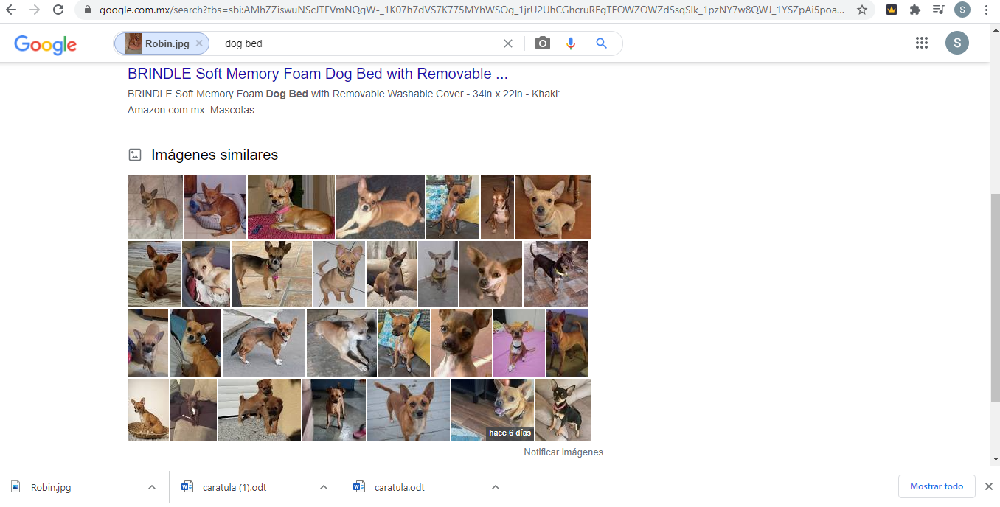 google.com.mx/search?tbs=sbi:AMhZZiswuNScJTFVmNQgW-_1K07h7dVS7K775MYhWSOg_1jrU2UhCGhcruREgTEOWZOWZdSsqSlk_1pzNY7w8QWJ_1YSZpAi5poa...
S
Google
Robin.jpg
dog bed
S
BRINDLE Soft Memory Foam Dog Bed with Removable ...
BRINDLE Soft Memory Foam Dog Bed with Removable Washable Cover - 34in x 22in - Khaki:
Amazon.com.mx: Mascotas.
Imágenes similares
hace 6 días
Notificar imágenes
Robin.jpg
caratula (1).odt
caratula.odt
Mostrar todo